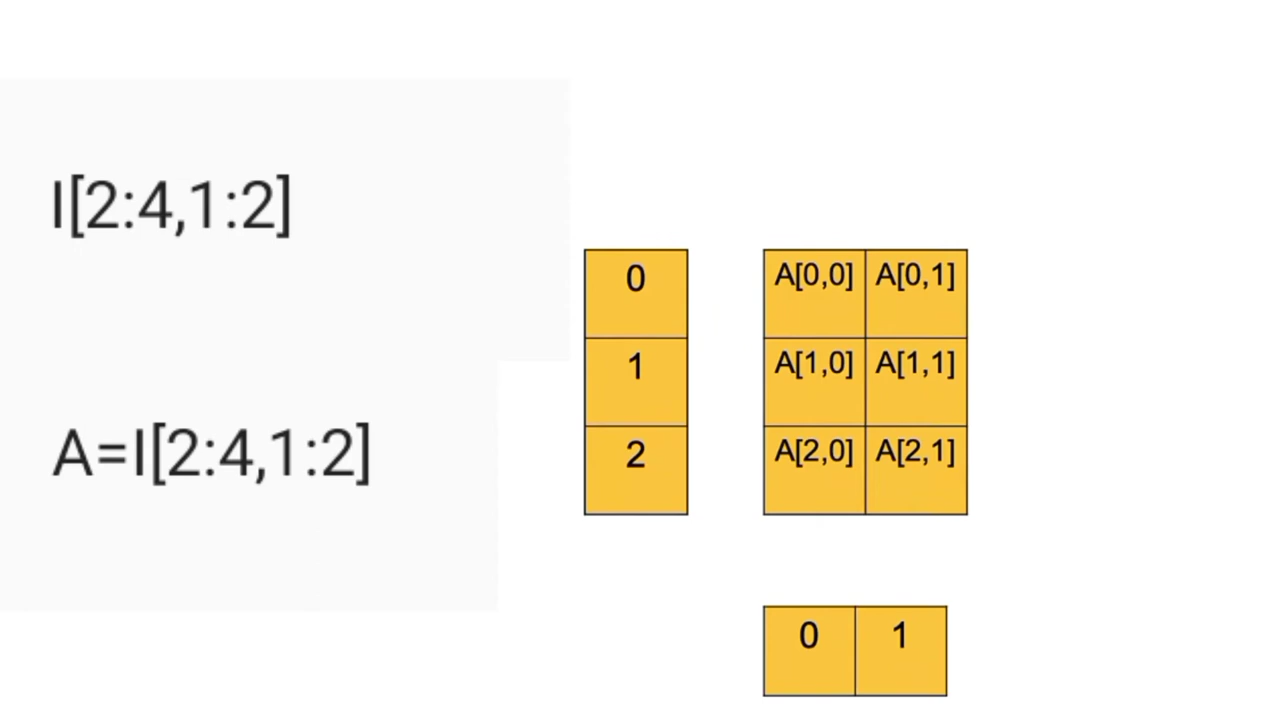 I[2:4,1:2]
0 A[0,0] A[0,1]
1 A[1,0] A[1,1]
A=I[2:4,1:2]
2 A[2,0] A[2,1]
0 1